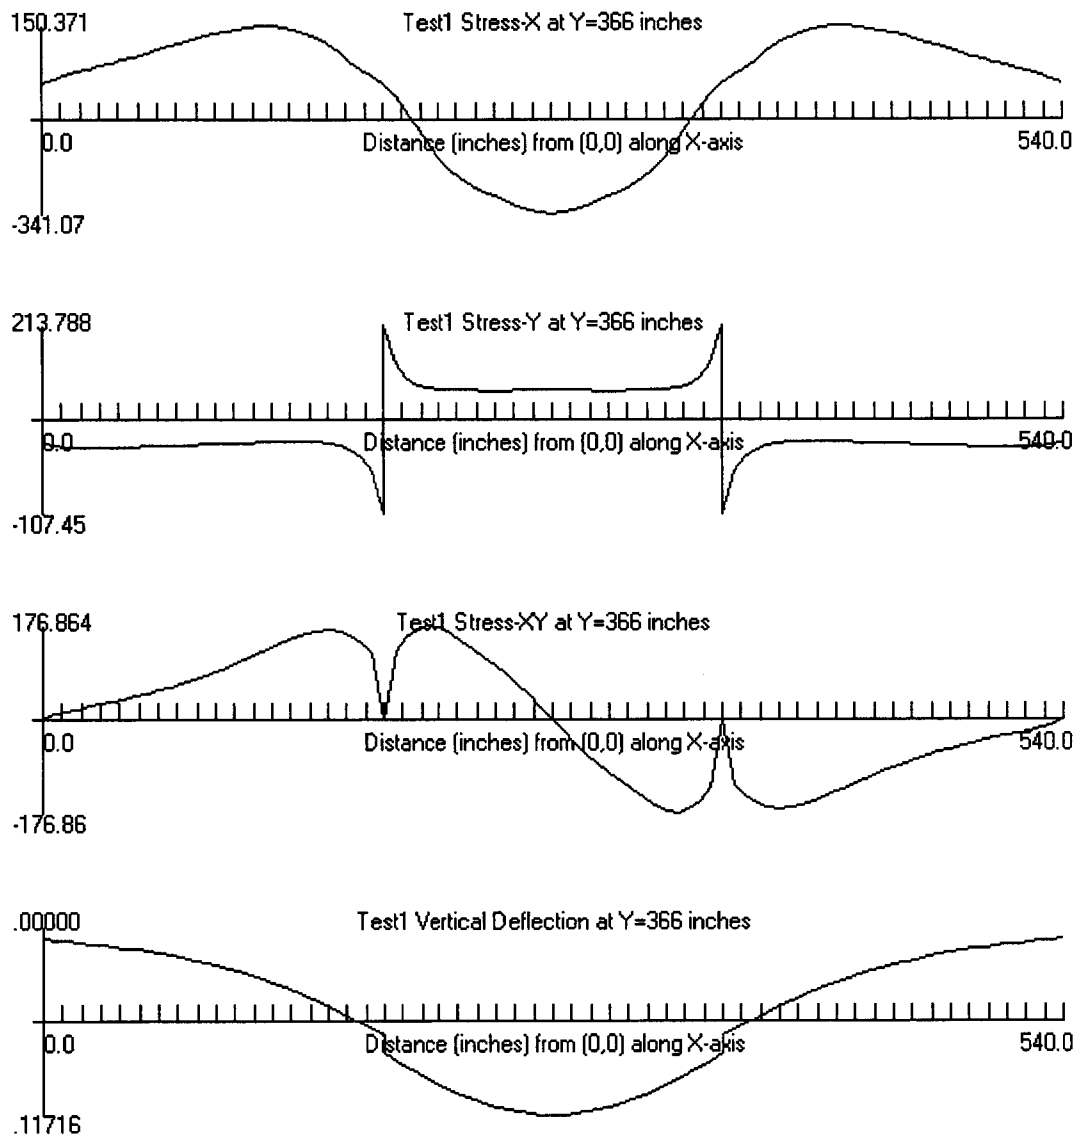 150.371
Test1 Stress-X at Y=366 inches
0.0
Distance (inches) from (0,0) along X-axis
540.0
-341.07
213.788
Test1 Stress-Y at Y=366 inches
0.0
Distance (inches) from (0,0) along X-axis
540.0
-107.45
176.864
Test1 Stress-XY at Y=366 inches
0.0
Distance (inches) from (0,0) along X-axis
540.0
-176.86
.00000
Test1 Vertical Deflection at Y=366 inches
0.0
Distance (inches) from (0,0) along X-axis
540.0
.11716